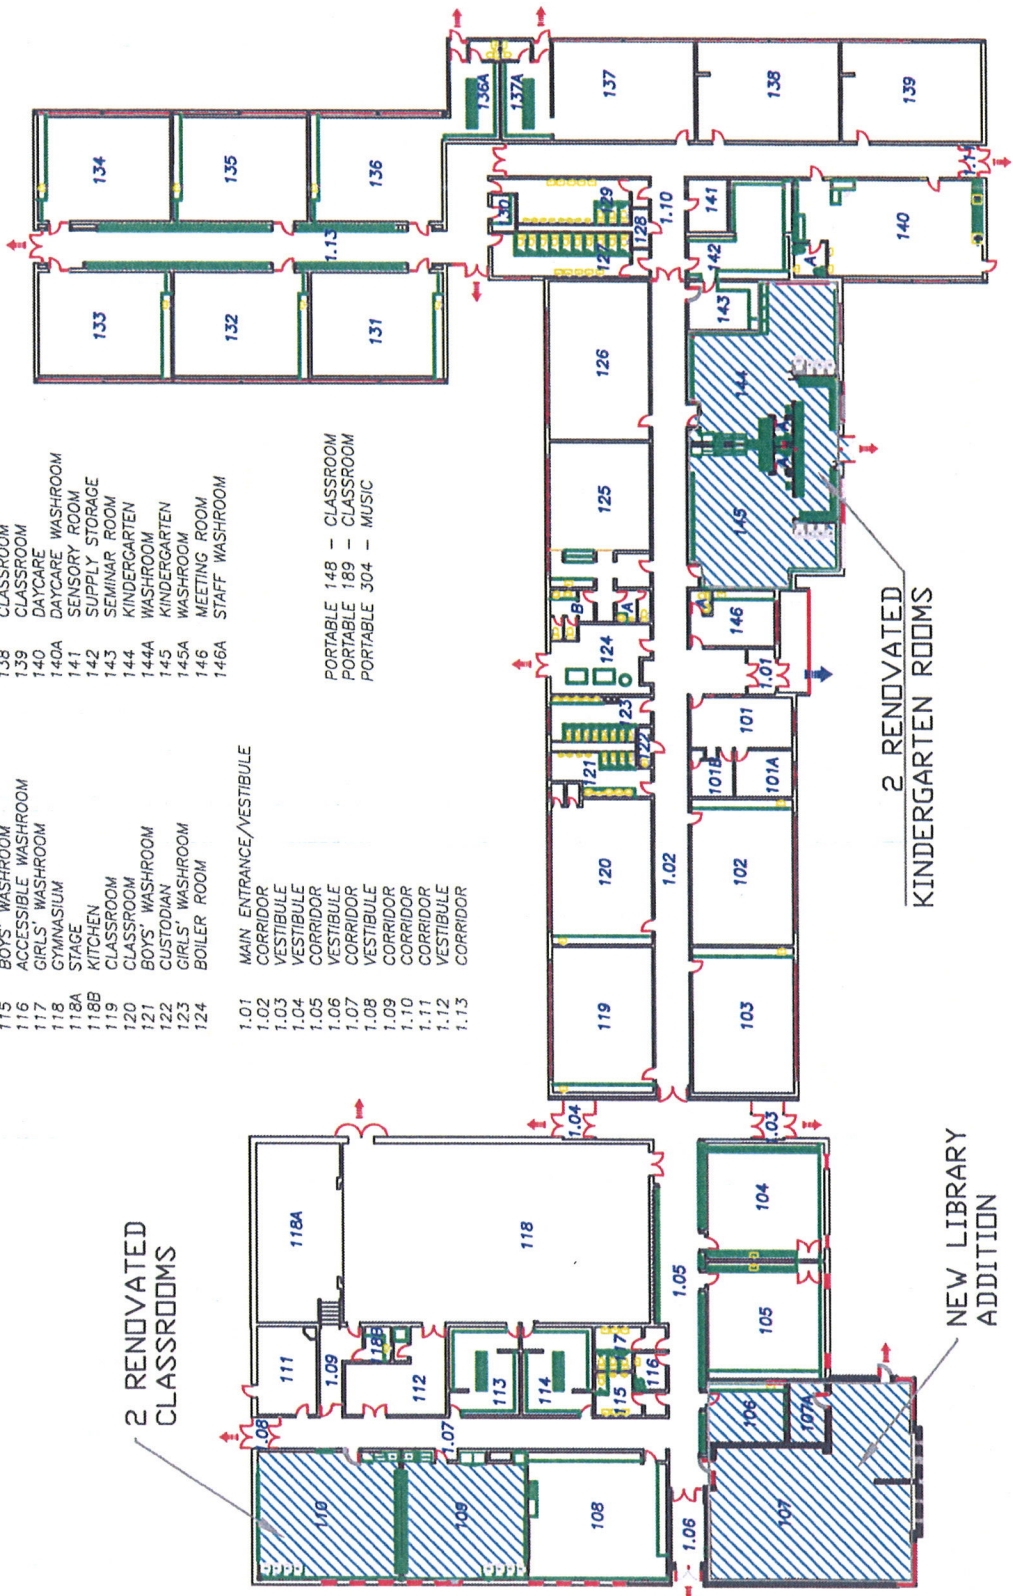 138 CLASSROOM
139 CLASSROOM
140 DAYCARE
140A DAYCARE WASHROOM
141 SENSORY ROOM
142 SUPPLY STORAGE
143 SEMINAR ROOM
144 KINDERGARTEN
144A WASHROOM
145 KINDERGARTEN
145A WASHROOM
146 MEETING ROOM
146A STAFF WASHROOM
PORTABLE 148 – CLASSROOM
PORTABLE 189 – CLASSROOM
PORTABLE 304 – MUSIC
115 BOYS' WASHROOM
116 ACCESSIBLE WASHROOM
117 GIRLS' WASHROOM
118 GYMNASIUM
118A STAGE
118B KITCHEN
119 CLASSROOM
120 CLASSROOM
121 BOYS' WASHROOM
122 CUSTODIAN
123 GIRLS' WASHROOM
124 BOILER ROOM
1.01 MAIN ENTRANCE/VESTIBULE
1.02 CORRIDOR
1.03 VESTIBULE
1.04 VESTIBULE
1.05 CORRIDOR
1.06 VESTIBULE
1.07 CORRIDOR
1.08 VESTIBULE
1.09 CORRIDOR
1.10 CORRIDOR
1.11 CORRIDOR
1.12 VESTIBULE
1.13 CORRIDOR
2 RENOVATED
CLASSROOMS
2 RENOVATED
KINDERGARTEN ROOMS
NEW LIBRARY
ADDITION
110
109
108
1.08
1.07
1.06
111
1.09
118B
112
113
114
115
117
116
118A
118
1.05
106
107A
107
105
104
1.04
1.03
119
120
121
122
123
124
B
A
125
126
1.02
103
102
101B
101A
101
1.01
146
A
145
144
A
A
143
142
141
A
140
1.11
1.10
127
128
129
130
133
132
131
1.13
134
135
136
136A
137A
137
138
139